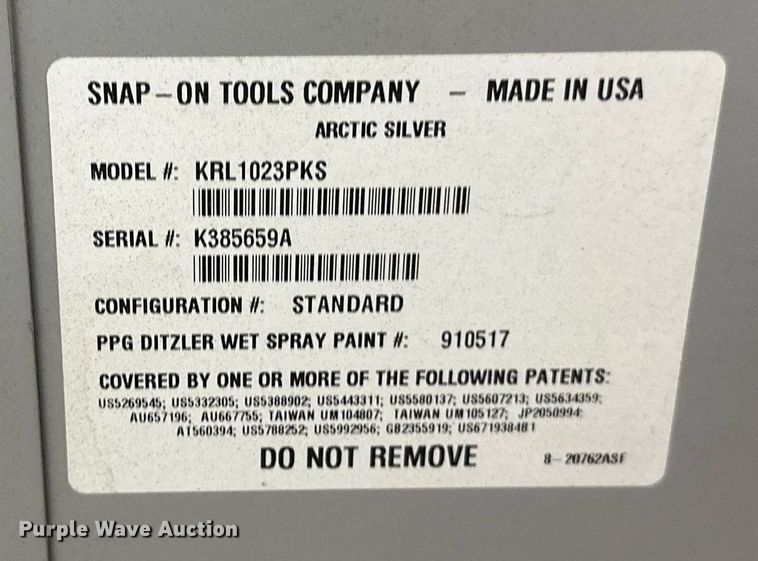 SNAP-ON TOOLS COMPANY - MADE IN USA
ARCTIC SILVER
MODEL #: KRL1023PKS
SERIAL #: K385659A
CONFIGURATION #: STANDARD
PPG DITZLER WET SPRAY PAINT #: 910517
COVERED BY ONE OR MORE OF THE FOLLOWING PATENTS:
US5269545; US5332305; US5388902; US5443311; US5580137; US5607213; US5634359;
AU657196; AU667755; TAIWAN UM104807; TAIWAN UM105127; JP2050994;
AT560394; US5788252; US5992956; GB2355919; US671938481
DO NOT REMOVE 8-20762ASF
Purple Wave Auction